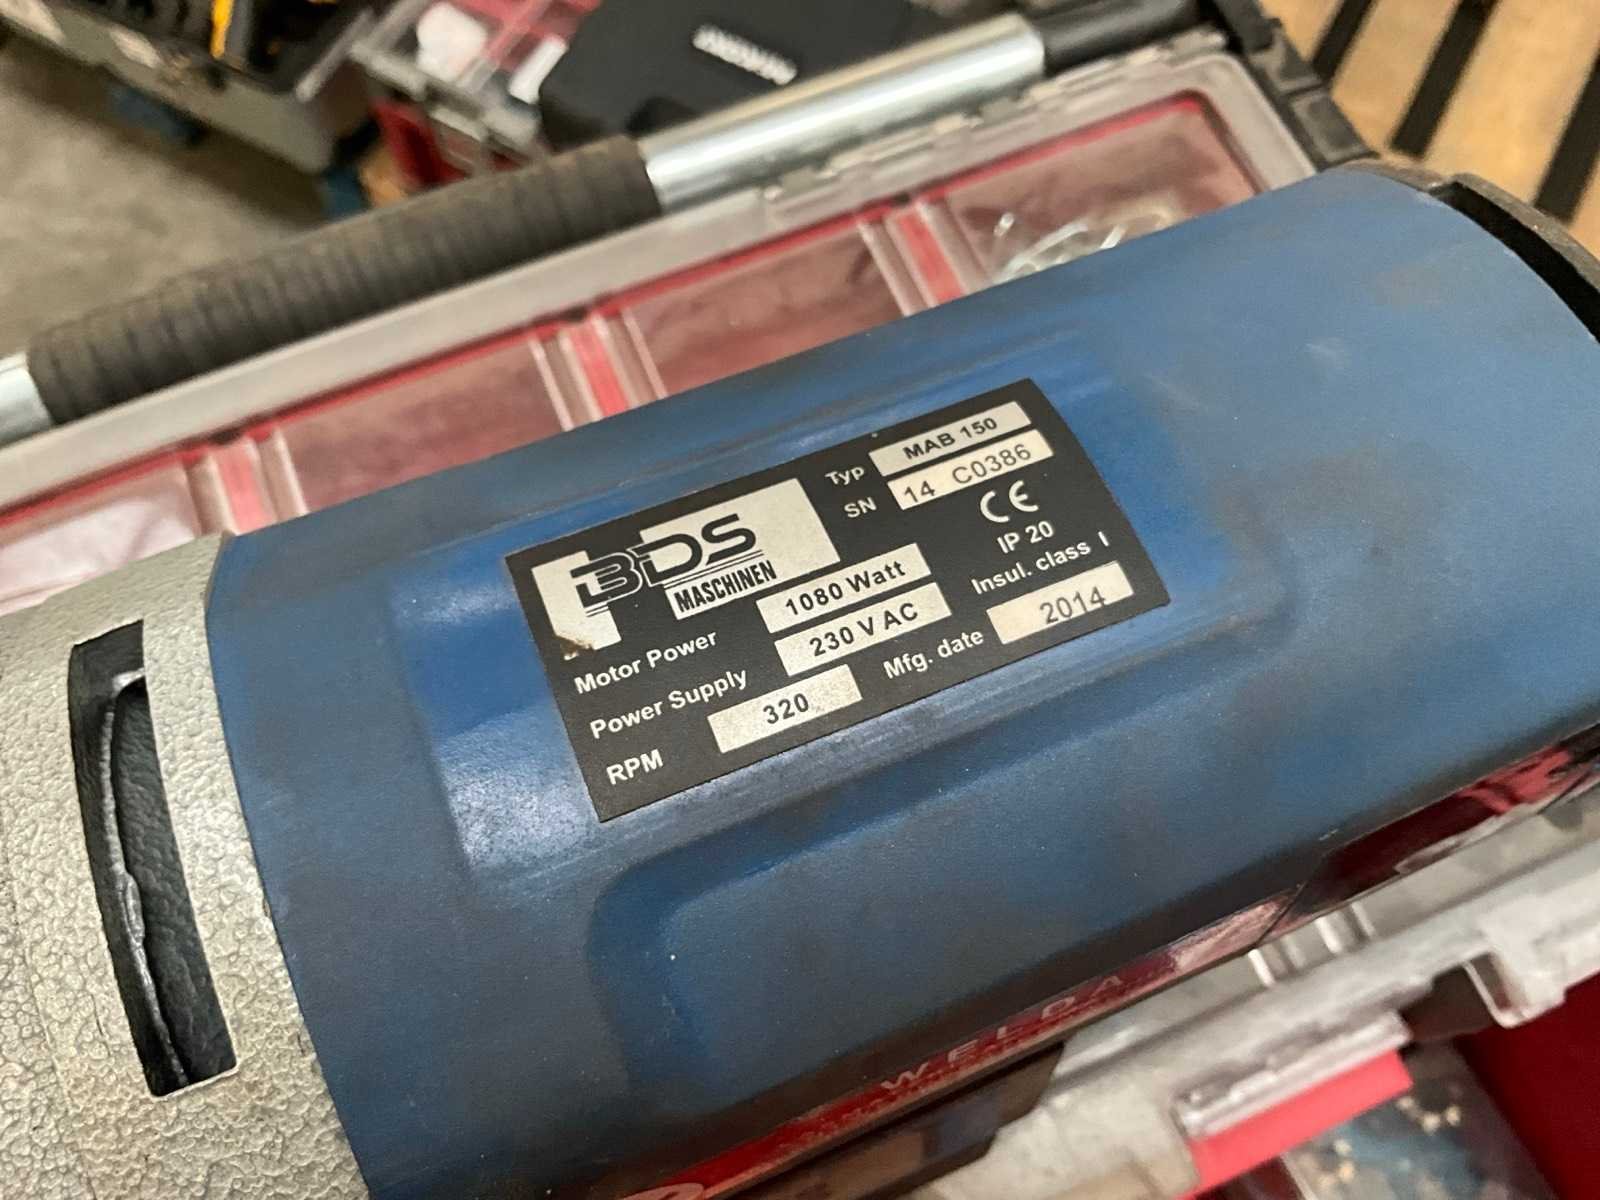 BDS
MASCHINEN
Typ MAB 150
SN 14 C0386
CE
IP 20
Insul. class I
Motor Power 1080 Watt
Power Supply 230 V AC
RPM 320
Mfg. date 2014